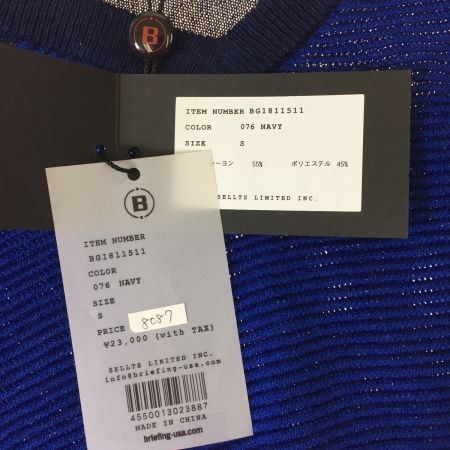 B
ITEM NUMBER BG1811511
COLOR 076 NAVY
SIZE S
ーヨン 55% ポリエステル 45%
SELLTS LIMITED INC.
B
ITEM NUMBER
BG1811511
COLOR
076 NAVY
SIZE
S
PRICE 8087
¥23,000 (with TAX)
SELLTS LIMITED INC.
info@briefing-usa.com
4550013023887
MADE IN CHINA
briefing-usa.com